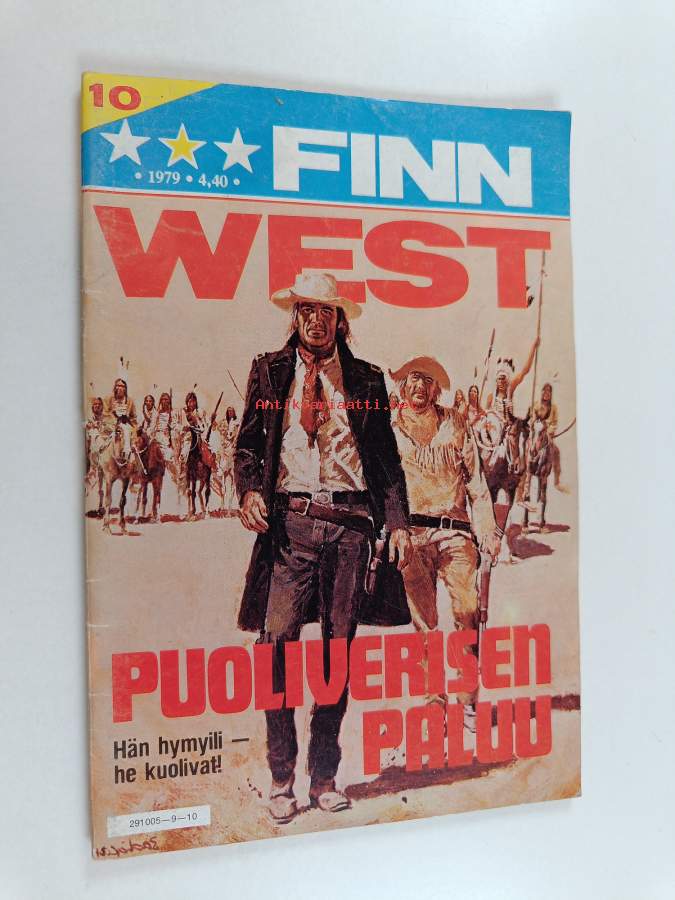 10
• 1979 • 4,40 •
FINN
WEST
Antikvariaatti.net
PUOLIVERISEN
PALUU
Hän hymyili —
he kuolivat!
291005—9—10